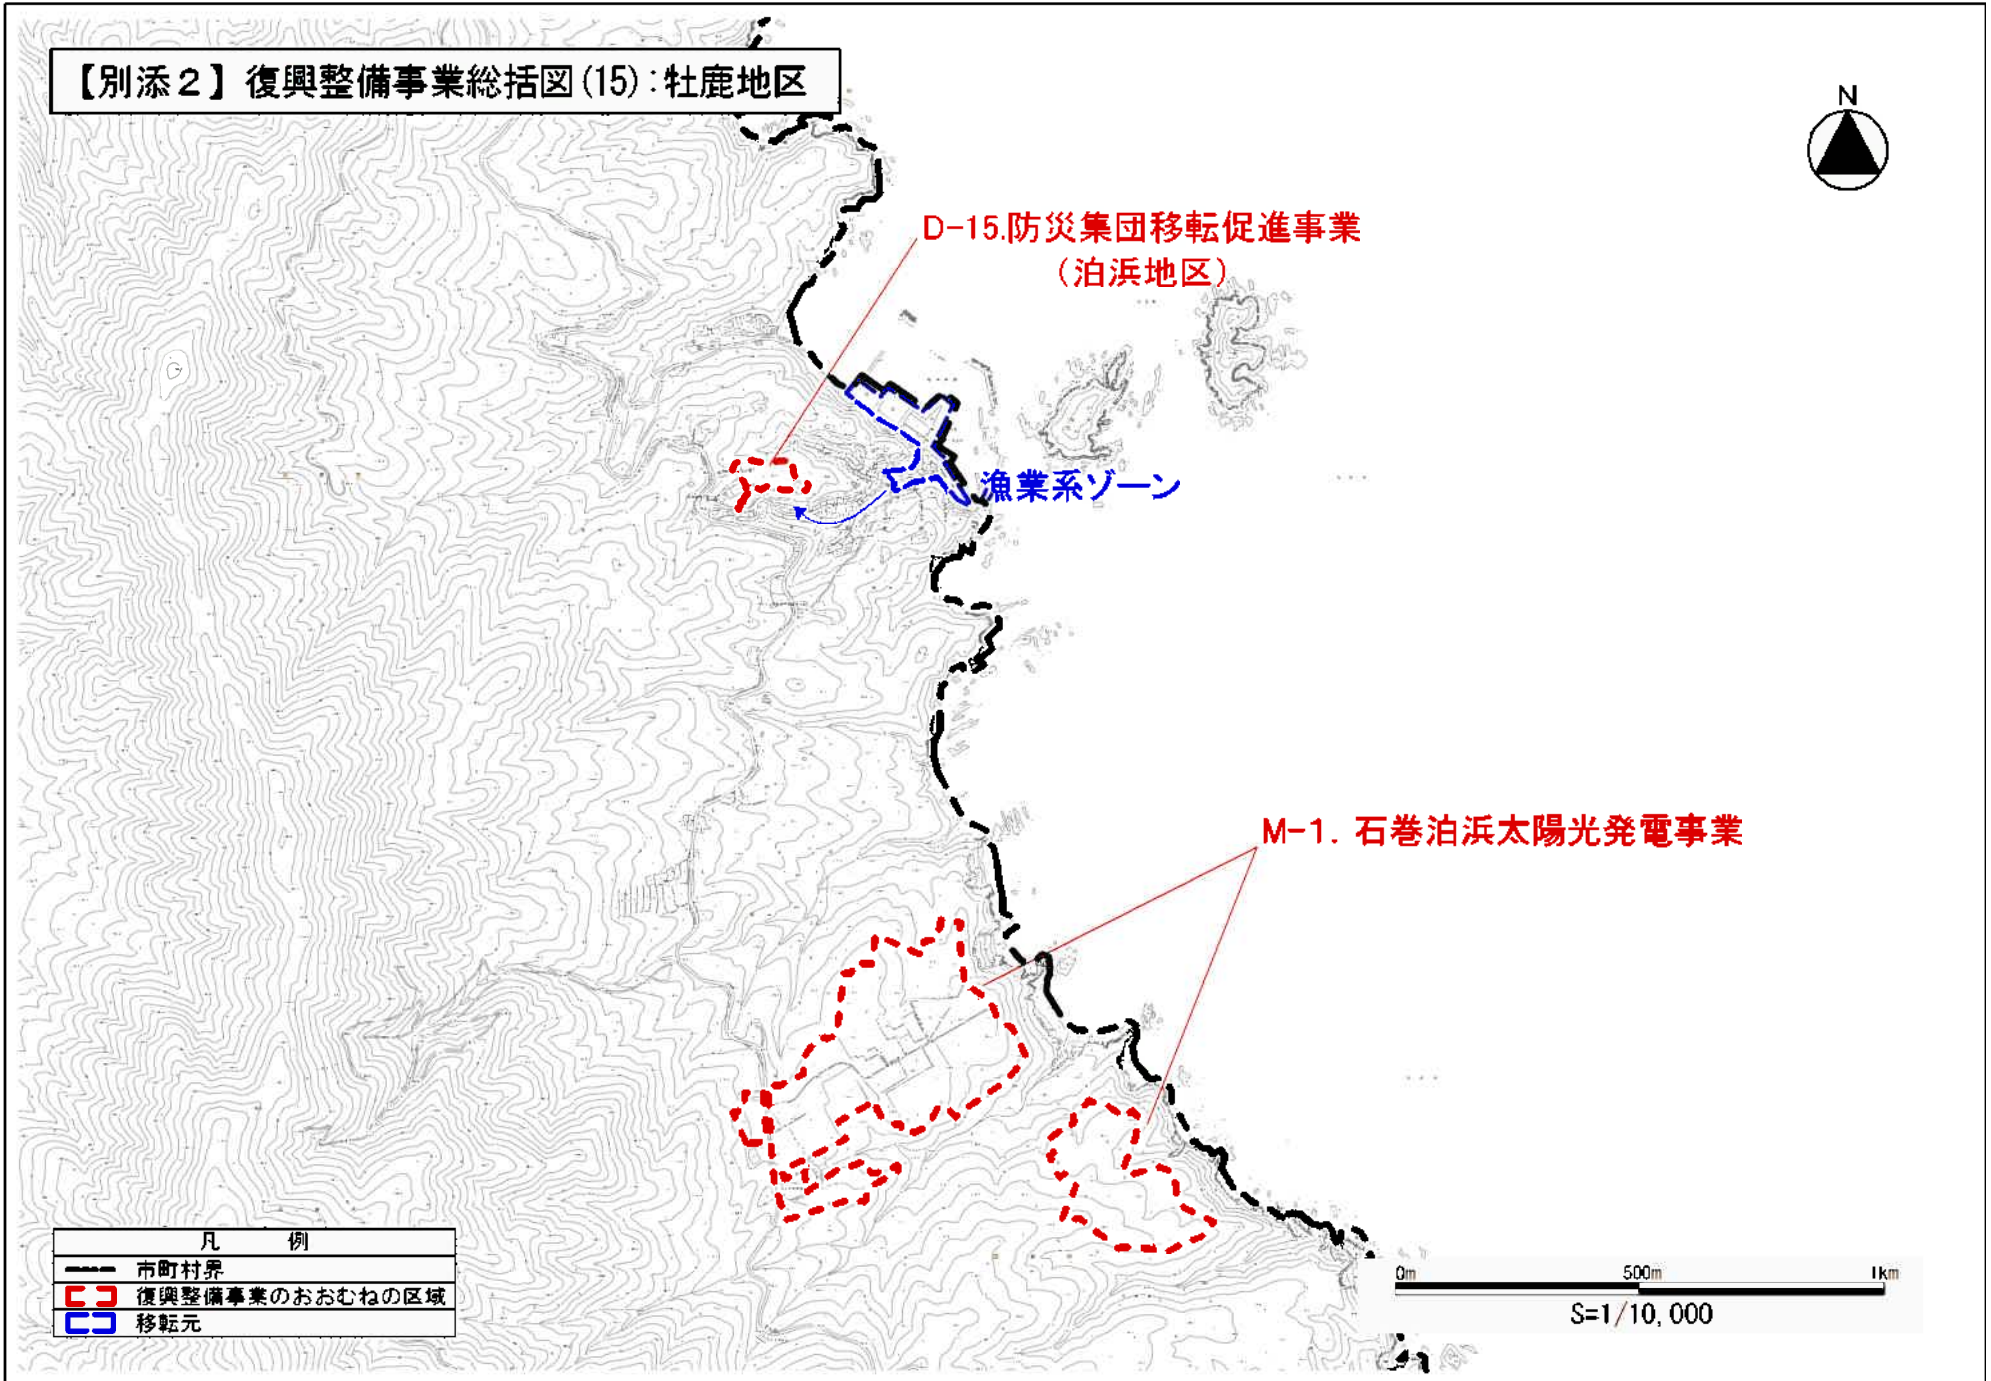 【別添２】復興整備事業総括図(15):牡鹿地区
N
D-15.防災集団移転促進事業
（泊浜地区）
漁業系ゾーン
M-1. 石巻泊浜太陽光発電事業
凡 例
市町村界
復興整備事業のおおむねの区域
移転元
0m 500m 1km
S=1/10,000